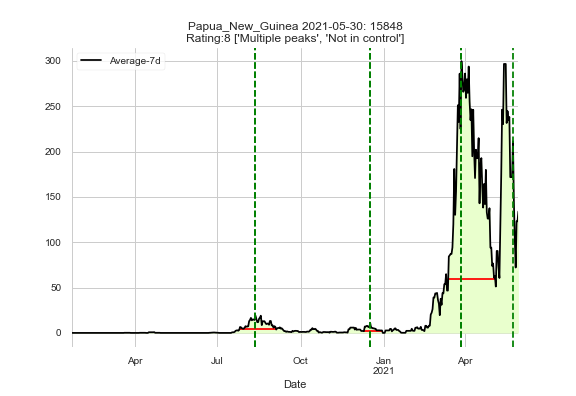 Papua_New_Guinea 2021-05-30: 15848
Rating:8 ['Multiple peaks', 'Not in control']
Average-7d
300
250
200
150
100
50
0
Apr
Jul
Oct
Jan
2021
Apr
Date